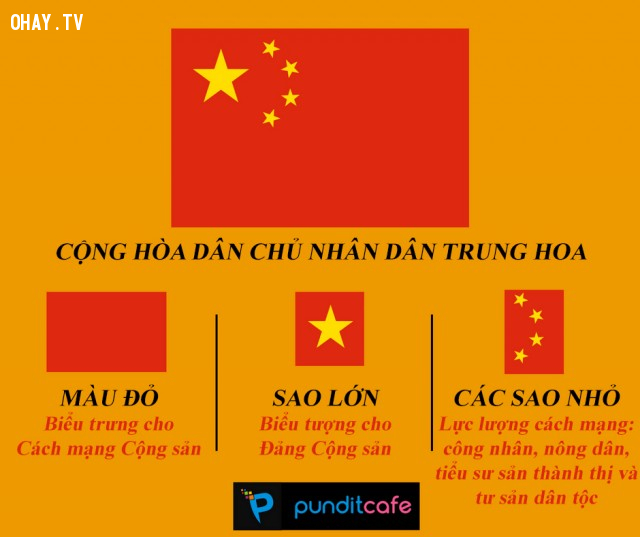 OHAY.TV
CỘNG HÒA DÂN CHỦ NHÂN DÂN TRUNG HOA
MÀU ĐỎ
Biểu trưng cho
Cách mạng Cộng sản
SAO LỚN
Biểu tượng cho
Đảng Cộng sản
CÁC SAO NHỎ
Lực lượng cách mạng:
công nhân, nông dân,
tiểu sư sản thành thị và
tư sản dân tộc
punditcafe